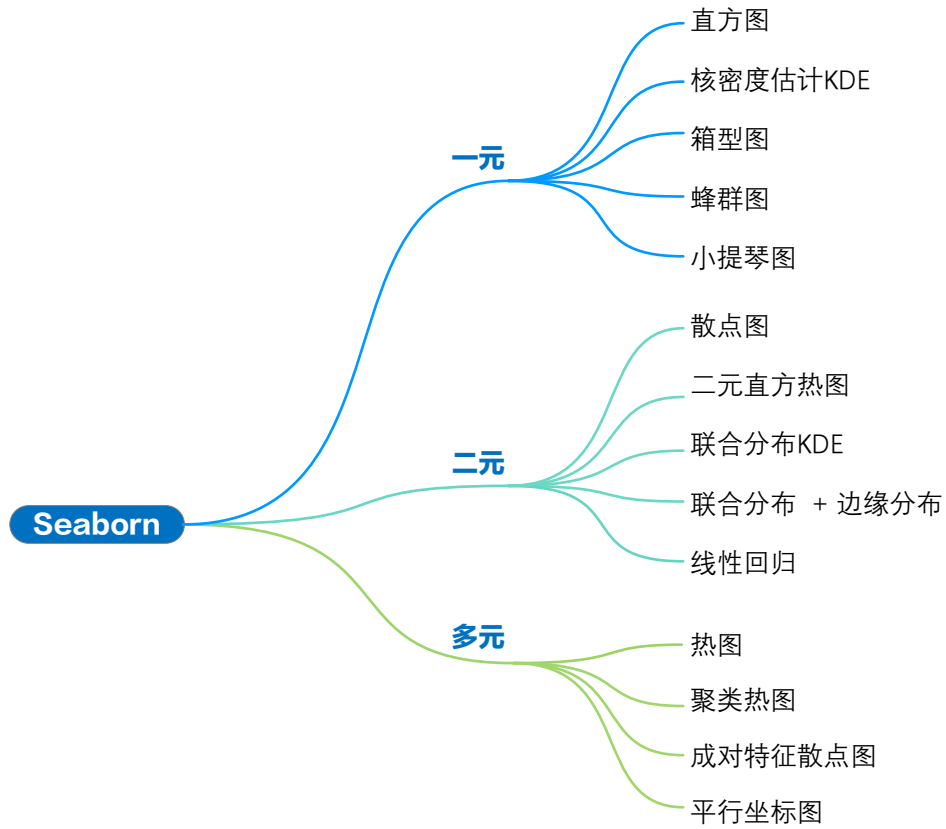 Seaborn
一元
直方图
核密度估计KDE
箱型图
蜂群图
小提琴图
二元
散点图
二元直方热图
联合分布KDE
联合分布 + 边缘分布
线性回归
多元
热图
聚类热图
成对特征散点图
平行坐标图